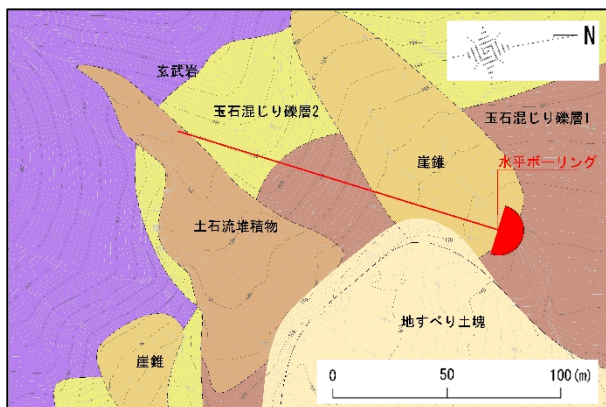 N
玄武岩
玉石混じり礫層2
玉石混じり礫層1
崖錐
水平ボーリング
土石流堆積物
地すべり土塊
崖錐
0 50 100(m)